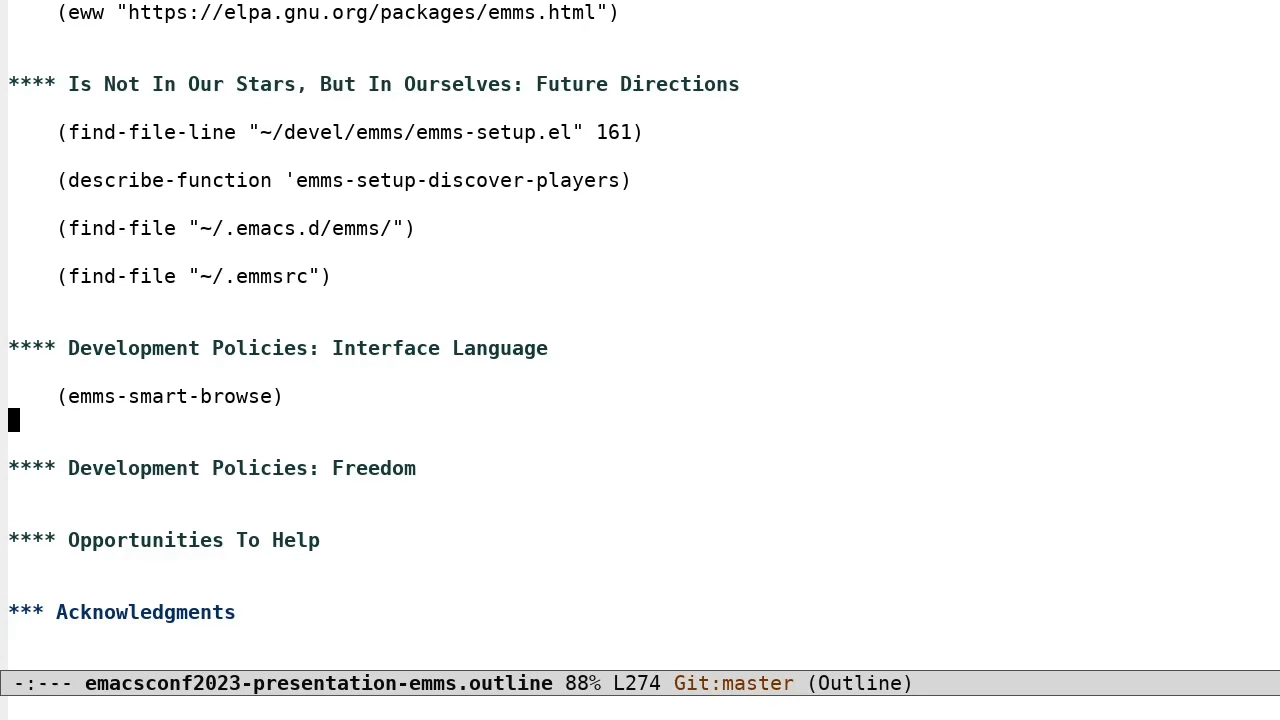 (eww "https://elpa.gnu.org/packages/emms.html")
**** Is Not In Our Stars, But In Ourselves: Future Directions
(find-file-line "~/devel/emms/emms-setup.el" 161)
(describe-function 'emms-setup-discover-players)
(find-file "~/.emacs.d/emms/")
(find-file "~/.emmsrc")
**** Development Policies: Interface Language
(emms-smart-browse)
**** Development Policies: Freedom
**** Opportunities To Help
*** Acknowledgments
-:--- emacsconf2023-presentation-emms.outline 88% L274 Git:master (Outline)